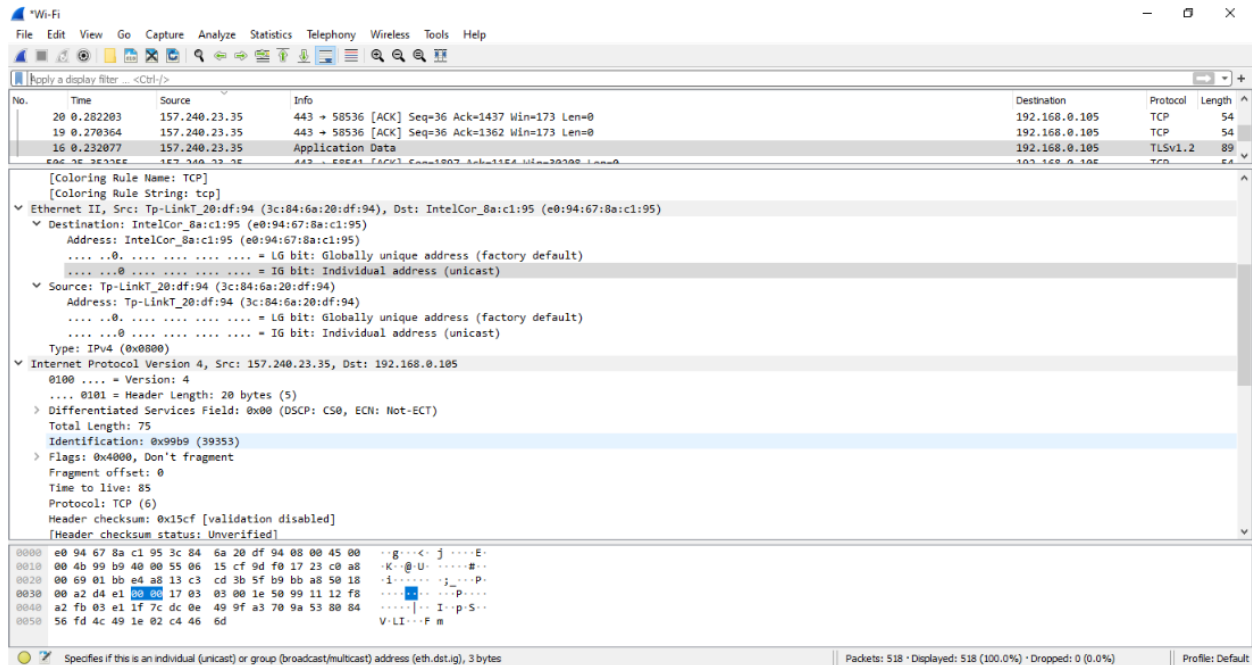 *Wi-Fi
File Edit View Go Capture Analyze Statistics Telephony Wireless Tools Help
Apply a display filter ... <Ctrl-/>
No. Time Source Info Destination Protocol Length
20 0.282203 157.240.23.35 443 → 58536 [ACK] Seq=36 Ack=1437 Win=173 Len=0 192.168.0.105 TCP 54
19 0.270364 157.240.23.35 443 → 58536 [ACK] Seq=36 Ack=1362 Win=173 Len=0 192.168.0.105 TCP 54
16 0.232077 157.240.23.35 Application Data 192.168.0.105 TLSv1.2 89
[Coloring Rule Name: TCP]
[Coloring Rule String: tcp]
Ethernet II, Src: Tp-LinkT_20:df:94 (3c:84:6a:20:df:94), Dst: IntelCor_8a:c1:95 (e0:94:67:8a:c1:95)
Destination: IntelCor_8a:c1:95 (e0:94:67:8a:c1:95)
Address: IntelCor_8a:c1:95 (e0:94:67:8a:c1:95)
.... ..0. .... .... .... .... = LG bit: Globally unique address (factory default)
.... ...0 .... .... .... .... = IG bit: Individual address (unicast)
Source: Tp-LinkT_20:df:94 (3c:84:6a:20:df:94)
Address: Tp-LinkT_20:df:94 (3c:84:6a:20:df:94)
.... ..0. .... .... .... .... = LG bit: Globally unique address (factory default)
.... ...0 .... .... .... .... = IG bit: Individual address (unicast)
Type: IPv4 (0x0800)
Internet Protocol Version 4, Src: 157.240.23.35, Dst: 192.168.0.105
0100 .... = Version: 4
.... 0101 = Header Length: 20 bytes (5)
Differentiated Services Field: 0x00 (DSCP: CS0, ECN: Not-ECT)
Total Length: 75
Identification: 0x99b9 (39353)
Flags: 0x4000, Don't fragment
Fragment offset: 0
Time to live: 85
Protocol: TCP (6)
Header checksum: 0x15cf [validation disabled]
[Header checksum status: Unverified]
0000 e0 94 67 8a c1 95 3c 84 6a 20 df 94 08 00 45 00 ··g···<· j ····E·
0010 00 4b 99 b9 40 00 55 06 15 cf 9d f0 17 23 c0 a8 ·K··@·U· ·····#··
0020 00 69 01 bb e4 a8 13 c3 cd 3b 5f b9 bb a8 50 18 ·i······ ·;_···P·
0030 00 a2 d4 e1 00 00 17 03 03 00 1e 50 99 11 12 f8 ········ ···P····
0040 a2 fb 03 e1 1f 7c dc 0e 49 9f a3 70 9a 53 80 84 ·····|·· I··p·S··
0050 56 fd 4c 49 1e 02 c4 46 6d V·LI···F m
Specifies if this is an individual (unicast) or group (broadcast/multicast) address (eth.dst.ig), 3 bytes Packets: 518 · Displayed: 518 (100.0%) · Dropped: 0 (0.0%) Profile: Default